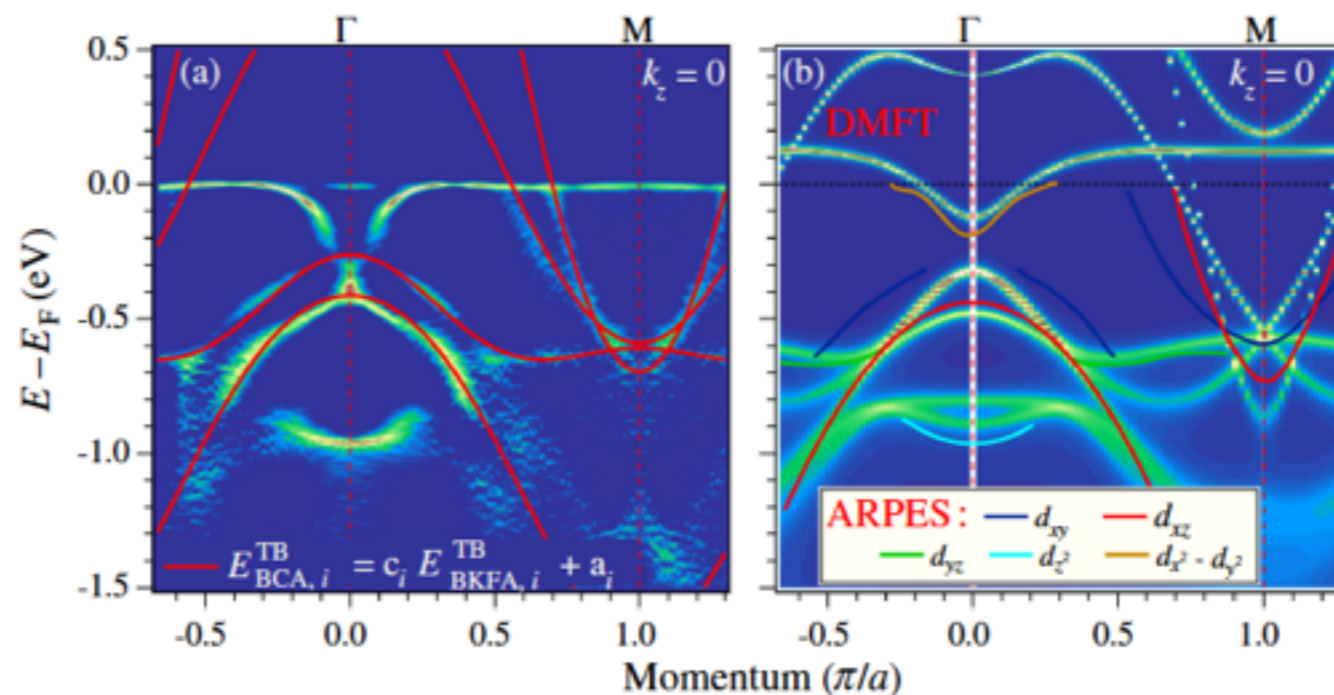 Γ M Γ M
0.5 (a) k_z = 0 (b) k_z = 0
DMFT
0.0
E − E_F (eV)
-0.5
-1.0
ARPES : d_xy d_xz
d_yz d_z² d_x² - d_y²
E^TB_BCA, i = c_i E^TB_BKFA, i + a_i
-1.5
-0.5 0.0 0.5 1.0 -0.5 0.0 0.5 1.0
Momentum (π/a)